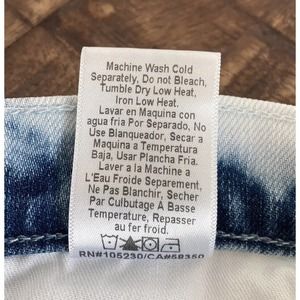 Machine Wash Cold
Separately, Do not Bleach,
Tumble Dry Low Heat,
Iron Low Heat.
Lavar en Maquina con
agua fria Por Separado, No
Use Blanqueador, Secar a
Maquina a Temperatura
Baja, Usar Plancha Fria.
Laver a la Machine a
L'Eau Froide Separement,
Ne Pas Blanchir, Secher
Par Culbutage A Basse
Temperature, Repasser
au fer froid.
RN#105230/CA#58350